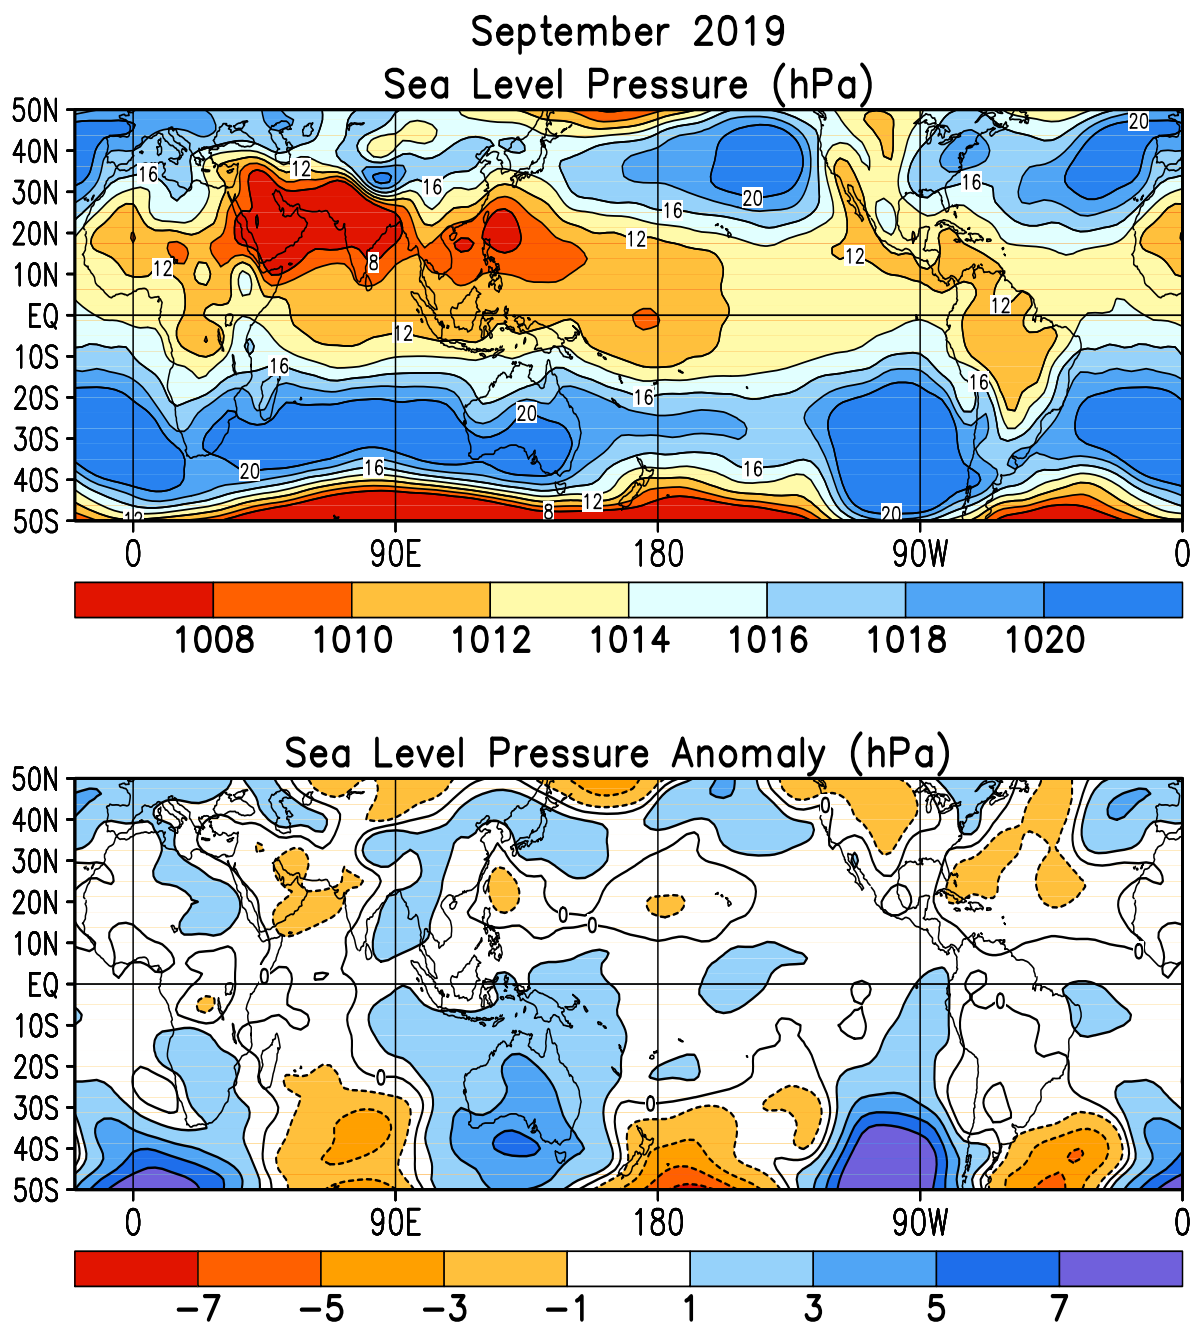 September 2019
Sea Level Pressure (hPa)
50N
40N
30N
20N
10N
EQ
10S
20S
30S
40S
50S
20
12
16
16
16
20
16
12
12
12
8
12
12
16
16
16
20
20
16
16
12
8
20
12
0 90E 180 90W 0
1008 1010 1012 1014 1016 1018 1020
Sea Level Pressure Anomaly (hPa)
50N
40N
30N
20N
10N
EQ
10S
20S
30S
40S
50S
0
0
0
0
0
0
0
0
0
0 90E 180 90W 0
-7 -5 -3 -1 1 3 5 7